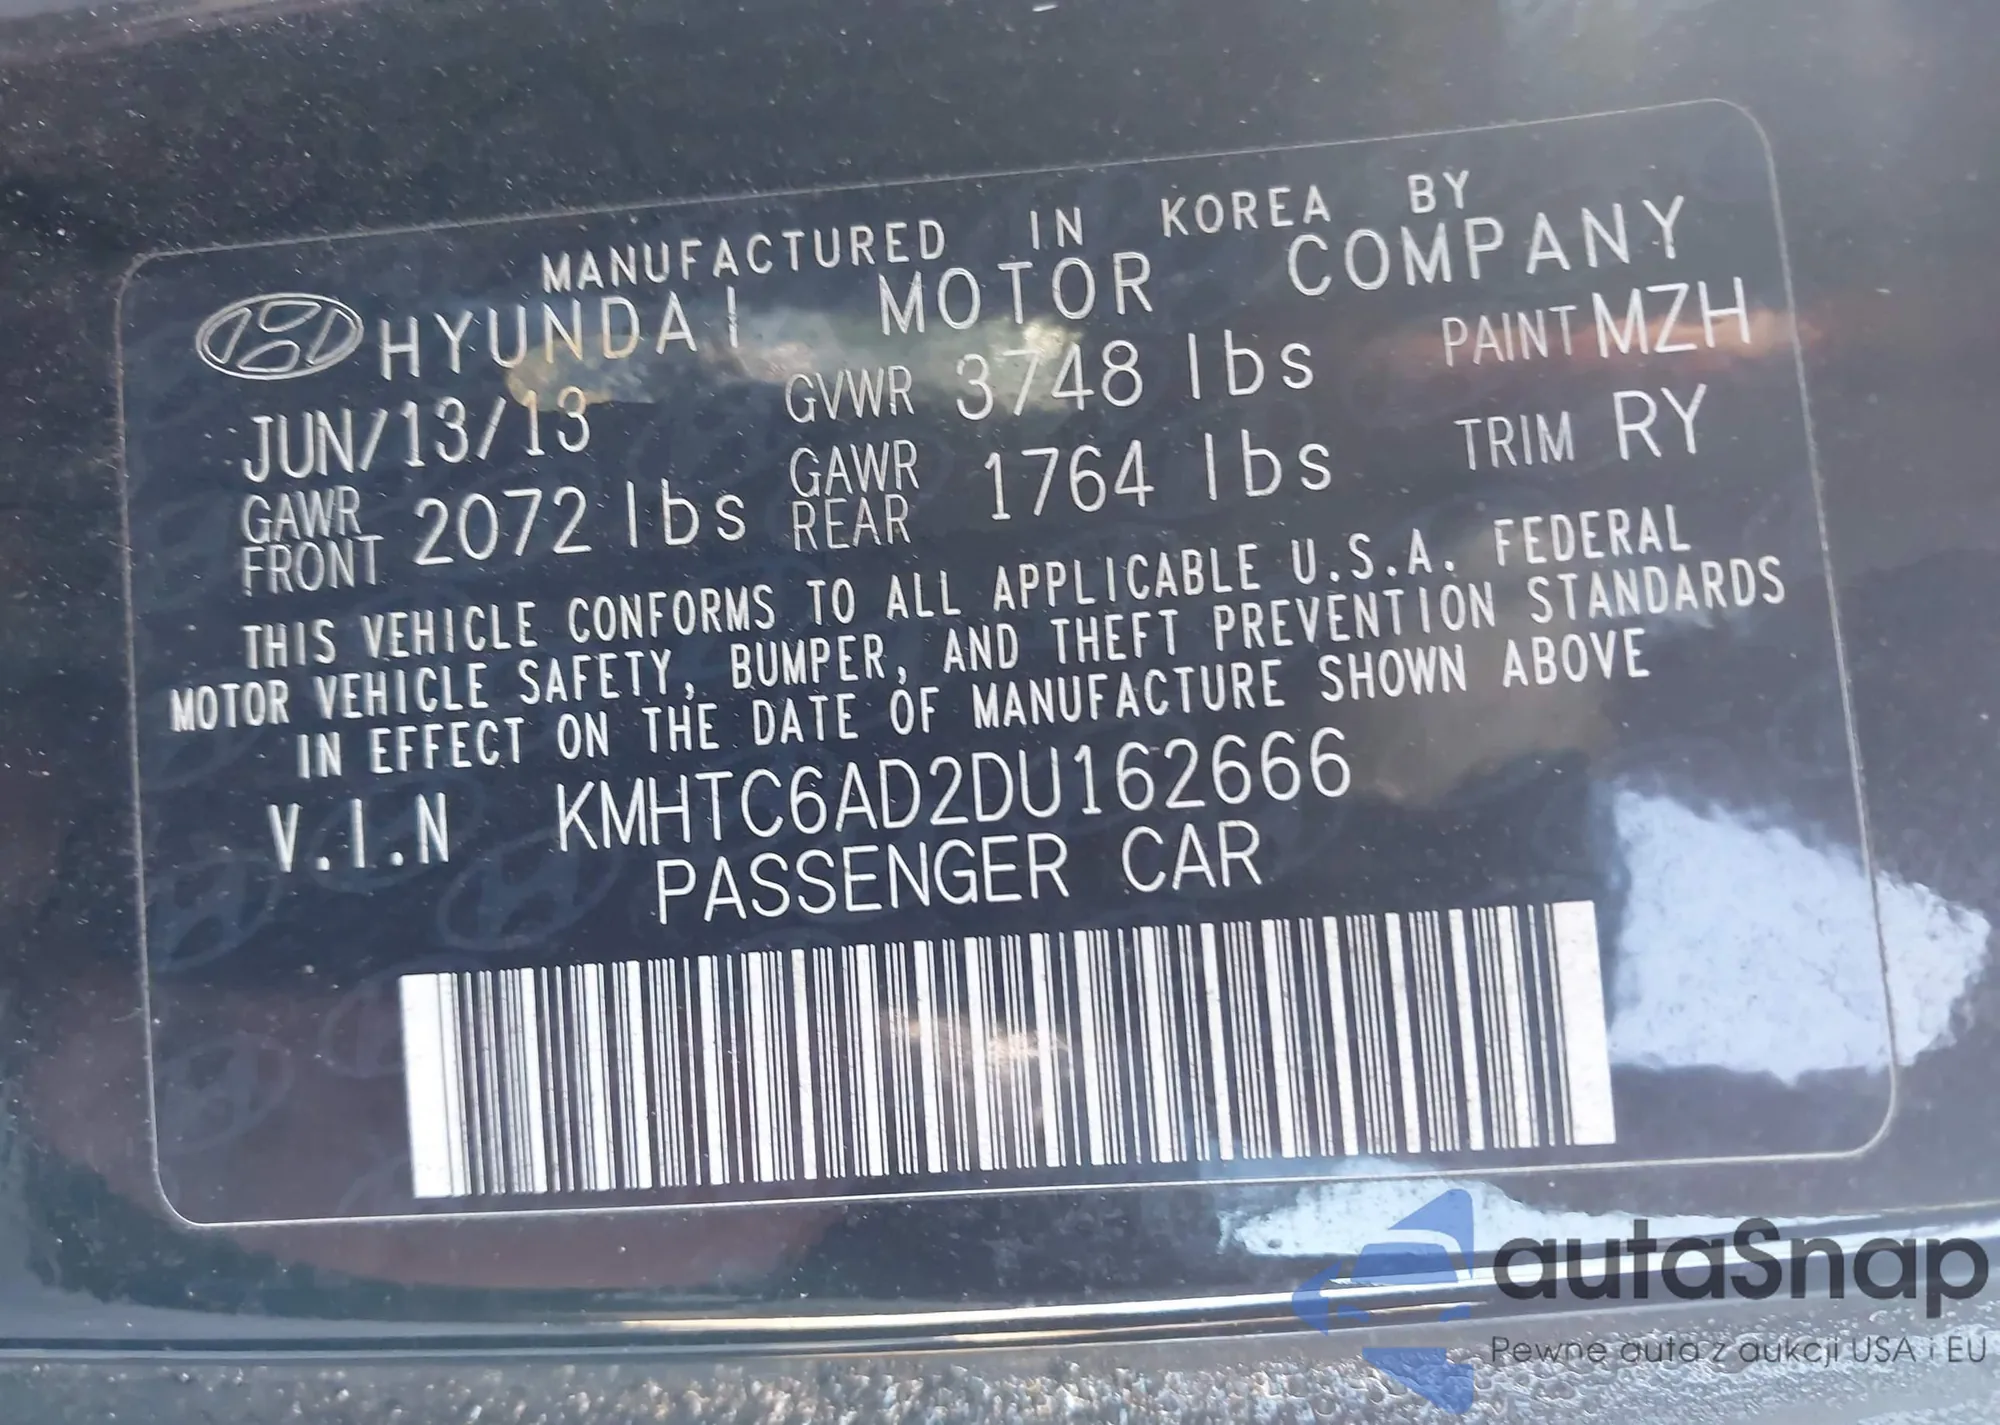 MANUFACTURED IN KOREA BY
HYUNDAI MOTOR COMPANY
JUN/13/13 GVWR 3748 lbs PAINT MZH
GAWR FRONT 2072 lbs GAWR REAR 1764 lbs TRIM RY
THIS VEHICLE CONFORMS TO ALL APPLICABLE U.S.A. FEDERAL
MOTOR VEHICLE SAFETY, BUMPER, AND THEFT PREVENTION STANDARDS
IN EFFECT ON THE DATE OF MANUFACTURE SHOWN ABOVE
V.I.N KMHTC6AD2DU162666
PASSENGER CAR
autaSnap
Pewne auta z aukcji USA i EU